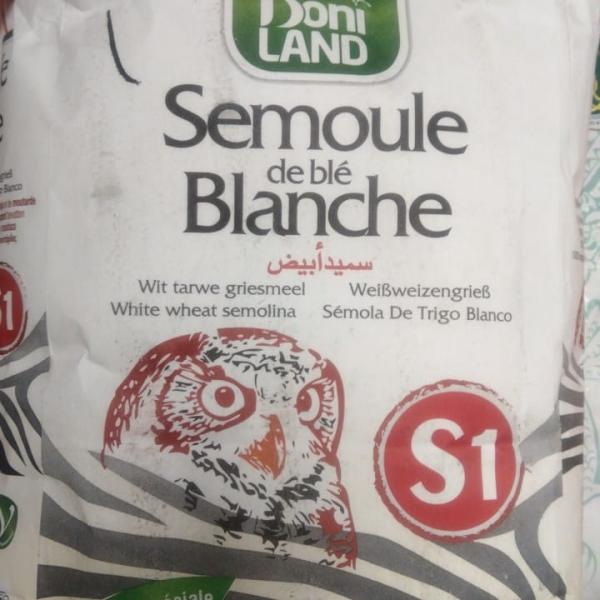 Doni
LAND
Semoule
de blé
Blanche
سميد أبيض
Wit tarwe griesmeel Weißweizengrieß
White wheat semolina Sémola De Trigo Blanco
S1